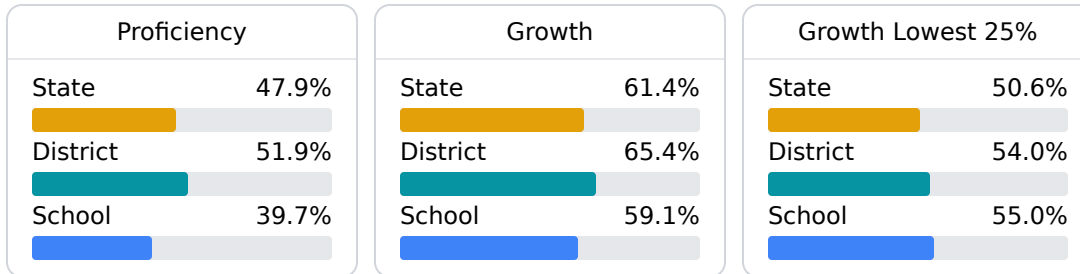 Proficiency
State 47.9%
District 51.9%
School 39.7%
Growth
State 61.4%
District 65.4%
School 59.1%
Growth Lowest 25%
State 50.6%
District 54.0%
School 55.0%